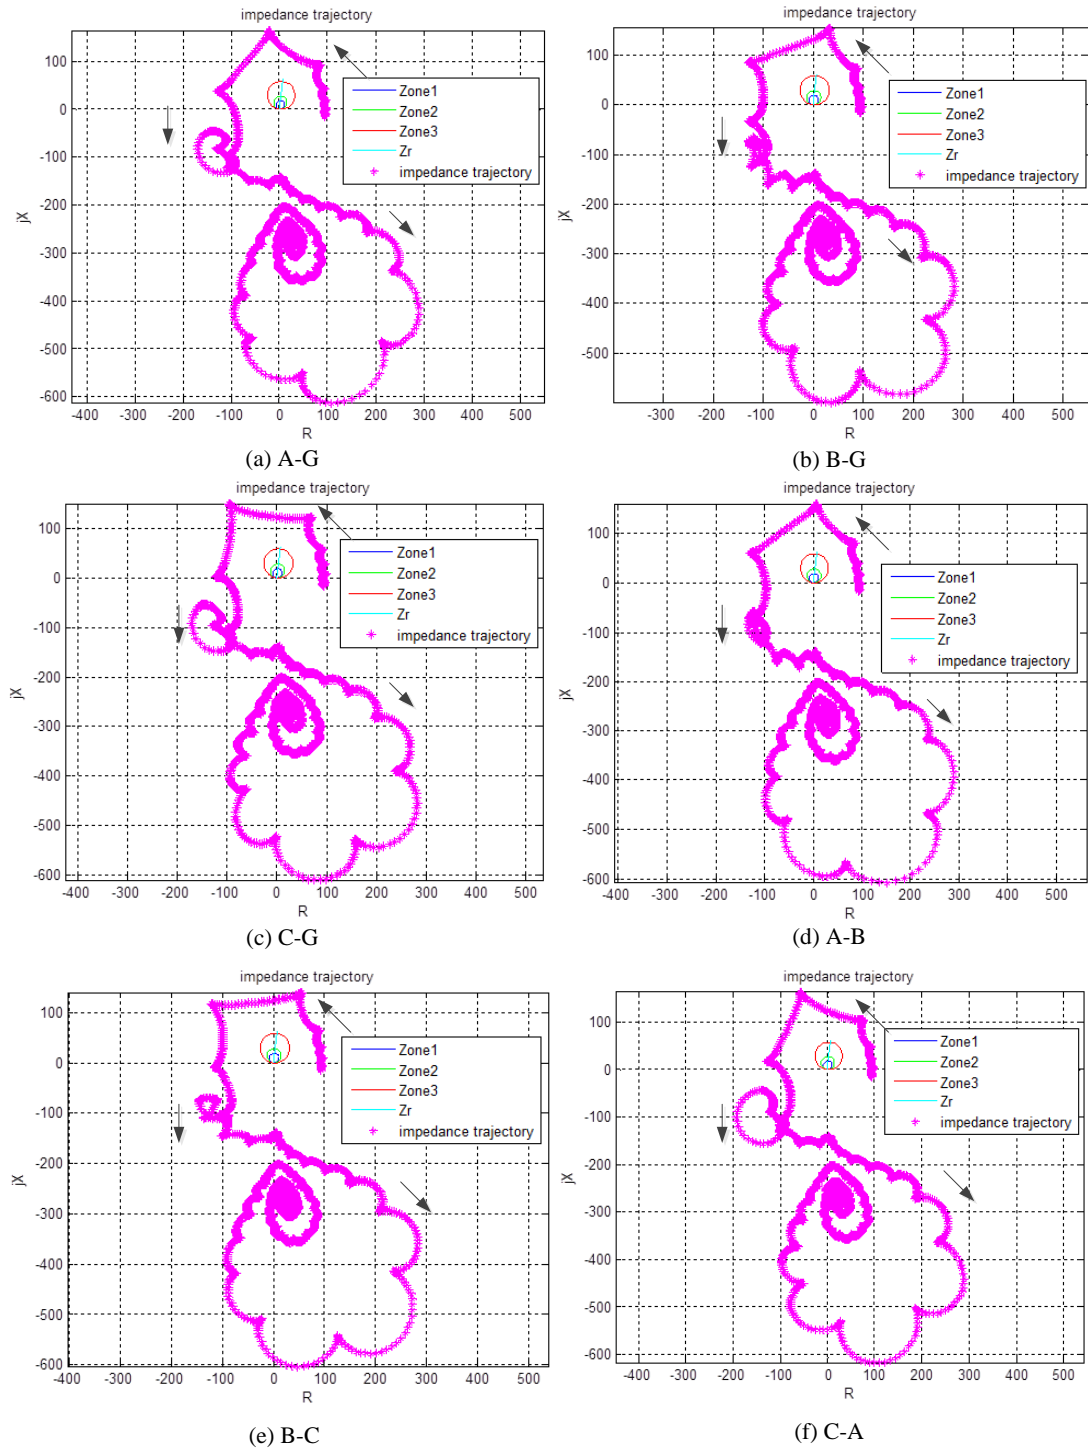 impedance trajectory
100
0
-100
-200
-300
-400
-500
-600
jX
Zone1
Zone2
Zone3
Zr
impedance trajectory
-400 -300 -200 -100 0 100 200 300 400 500
R
(a) A-G
impedance trajectory
100
0
-100
-200
-300
-400
-500
jX
Zone1
Zone2
Zone3
Zr
impedance trajectory
-300 -200 -100 0 100 200 300 400 500
R
(b) B-G
impedance trajectory
100
0
-100
-200
-300
-400
-500
-600
jX
Zone1
Zone2
Zone3
Zr
impedance trajectory
-400 -300 -200 -100 0 100 200 300 400 500
R
(c) C-G
impedance trajectory
100
0
-100
-200
-300
-400
-500
-600
jX
Zone1
Zone2
Zone3
Zr
impedance trajectory
-400 -300 -200 -100 0 100 200 300 400 500
R
(d) A-B
impedance trajectory
100
0
-100
-200
-300
-400
-500
-600
jX
Zone1
Zone2
Zone3
Zr
impedance trajectory
-400 -300 -200 -100 0 100 200 300 400 500
R
(e) B-C
impedance trajectory
100
0
-100
-200
-300
-400
-500
-600
jX
Zone1
Zone2
Zone3
Zr
impedance trajectory
-400 -300 -200 -100 0 100 200 300 400 500
R
(f) C-A